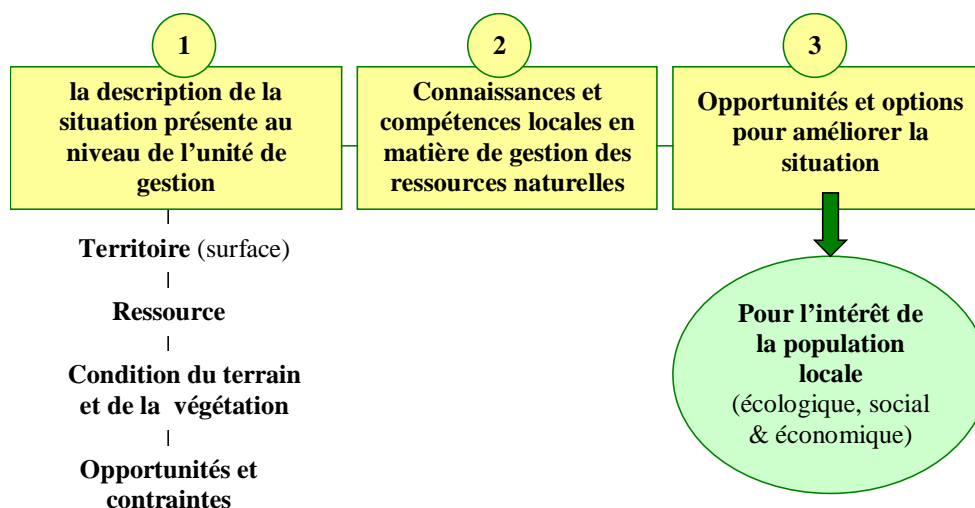 1
la description de la
situation présente au
niveau de l’unité de
gestion
Territoire (surface)
Ressource
Condition du terrain
et de la végétation
Opportunités et
contraintes
2
Connaissances et
compétences locales en
matière de gestion des
ressources naturelles
3
Opportunités et options
pour améliorer la
situation
Pour l’intérêt de
la population
locale
(écologique, social
& économique)